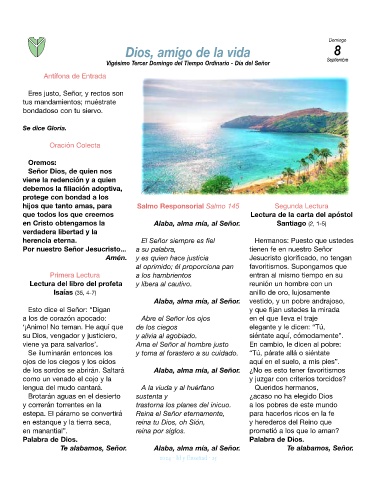 Domingo
8
Septiembre
Dios, amigo de la vida
Vigésimo Tercer Domingo del Tiempo Ordinario - Día del Señor
Antífona de Entrada
Eres justo, Señor, y rectos son
tus mandamientos; muéstrate
bondadoso con tu siervo.
Se dice Gloria.
Oración Colecta
Oremos:
Señor Dios, de quien nos
viene la redención y a quien
debemos la filiación adoptiva,
protege con bondad a los
hijos que tanto amas, para
que todos los que creemos
en Cristo obtengamos la
verdadera libertad y la
herencia eterna.
Por nuestro Señor Jesucristo...
Amén.
Primera Lectura
Lectura del libro del profeta
Isaías (35, 4-7)
Esto dice el Señor: “Digan
a los de corazón apocado:
‘¡Animo! No teman. He aquí que
su Dios, vengador y justiciero,
viene ya para salvarlos’.
Se iluminarán entonces los
ojos de los ciegos y los oídos
de los sordos se abrirán. Saltará
como un venado el cojo y la
lengua del mudo cantará.
Brotarán aguas en el desierto
y correrán torrentes en la
estepa. El páramo se convertirá
en estanque y la tierra seca,
en manantial”.
Palabra de Dios.
Te alabamos, Señor.
Salmo Responsorial Salmo 145
Alaba, alma mía, al Señor.
El Señor siempre es fiel
a su palabra,
y es quien hace justicia
al oprimido; él proporciona pan
a los hambrientos
y libera al cautivo.
Alaba, alma mía, al Señor.
Abre el Señor los ojos
de los ciegos
y alivia al agobiado.
Ama el Señor al hombre justo
y toma al forastero a su cuidado.
Alaba, alma mía, al Señor.
A la viuda y al huérfano
sustenta y
trastorna los planes del inicuo.
Reina el Señor eternamente,
reina tu Dios, oh Sión,
reina por siglos.
Alaba, alma mía, al Señor.
Segunda Lectura
Lectura de la carta del apóstol
Santiago (2, 1-5)
Hermanos: Puesto que ustedes
tienen fe en nuestro Señor
Jesucristo glorificado, no tengan
favoritismos. Supongamos que
entran al mismo tiempo en su
reunión un hombre con un
anillo de oro, lujosamente
vestido, y un pobre andrajoso,
y que fijan ustedes la mirada
en el que lleva el traje
elegante y le dicen: “Tú,
siéntate aquí, cómodamente”.
En cambio, le dicen al pobre:
“Tú, párate allá o siéntate
aquí en el suelo, a mis pies”.
¿No es esto tener favoritismos
y juzgar con criterios torcidos?
Queridos hermanos,
¿acaso no ha elegido Dios
a los pobres de este mundo
para hacerlos ricos en la fe
y herederos del Reino que
prometió a los que lo aman?
Palabra de Dios.
Te alabamos, Señor.